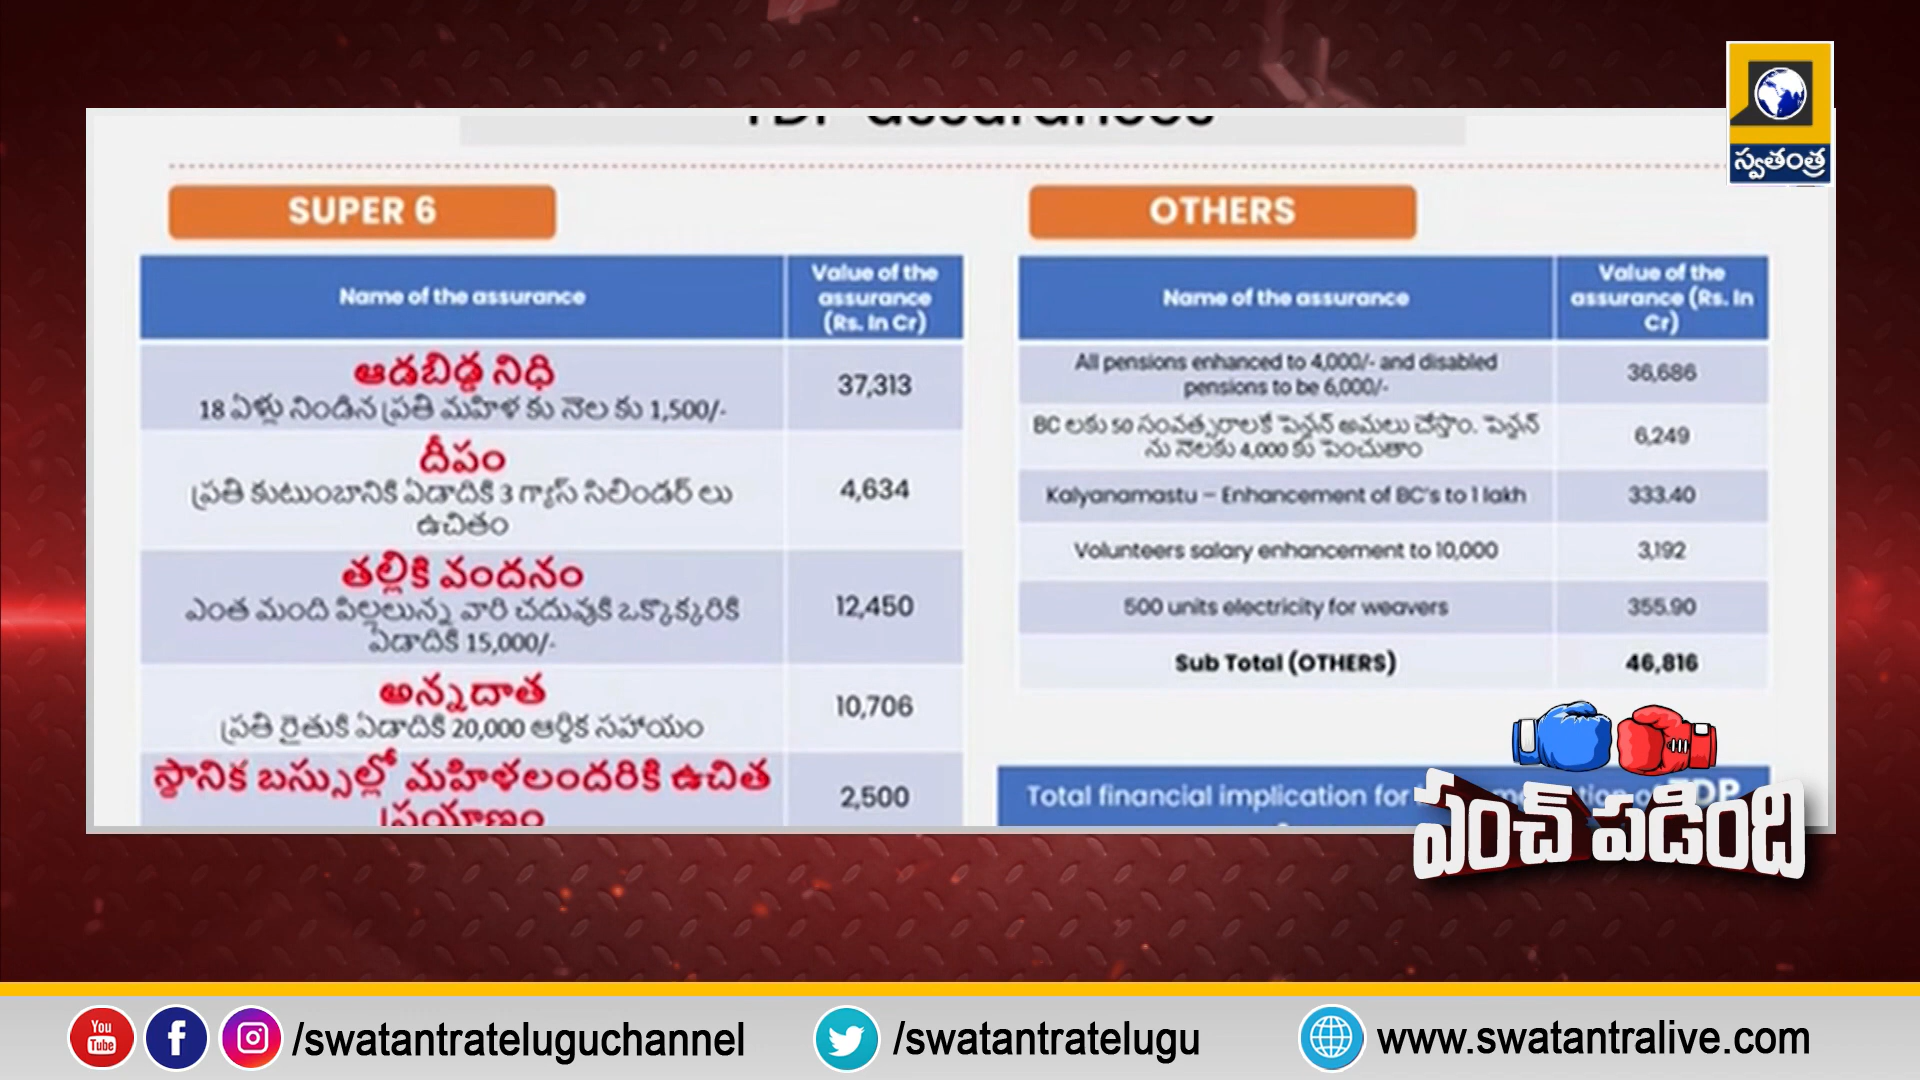 TDP assurances
స్వతంత్ర
SUPER 6
Name of the assurance
Value of the
assurance
(Rs. In Cr)
ఆడబిడ్డ నిధి
18 ఏళ్లు నిండిన ప్రతి మహిళ కు నెల కు 1,500/-
37,313
దీపం
ప్రతి కుటుంబానికి ఏడాదికి 3 గ్యాస్ సిలిండర్ లు
ఉచితం
4,634
తల్లికి వందనం
ఎంత మంది పిల్లలున్న వారి చదువుకి ఒక్కొక్కరికి
ఏడాదికి 15,000/-
12,450
అన్నదాత
ప్రతి రైతుకి ఏడాదికి 20,000 ఆర్థిక సహాయం
10,706
స్థానిక బస్సుల్లో మహిళలందరికి ఉచిత
ప్రయాణం
2,500
OTHERS
Name of the assurance
Value of the
assurance (Rs. In
Cr)
All pensions enhanced to 4,000/- and disabled
pensions to be 6,000/-
36,686
BC లకు 50 సంవత్సరాలకే పెన్షన్ అమలు చేస్తాం. పెన్షన్
ను నెలకు 4,000 కు పెంచుతాం
6,249
Kalyanamastu – Enhancement of BC's to 1 lakh
333.40
Volunteers salary enhancement to 10,000
3,192
500 units electricity for weavers
355.90
Sub Total (OTHERS)
46,816
Total financial implication for TDP
పంచ్ పడింది
You
Tube
/swatantrateluguchannel
/swatantratelugu
www.swatantralive.com